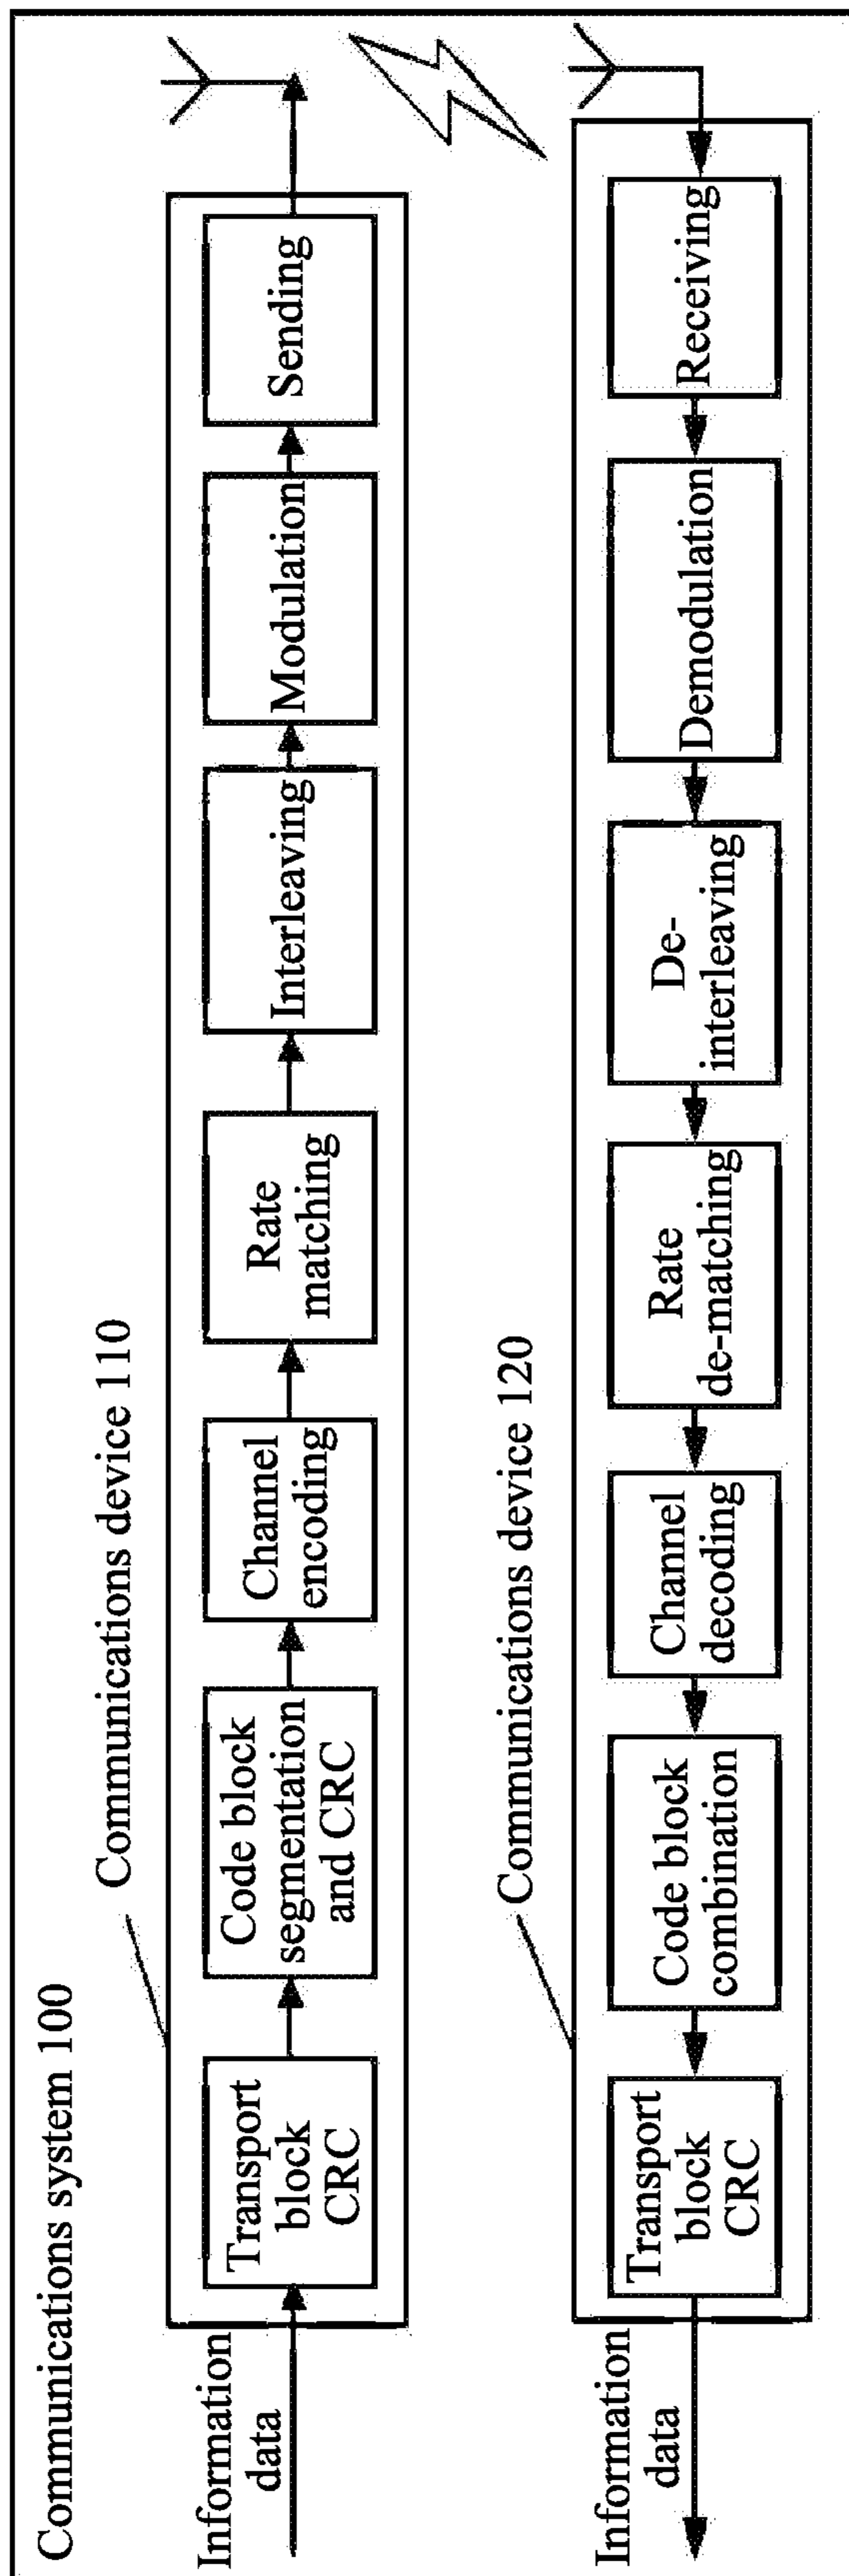 Communications system 100
Communications device 110
Information
data
Transport
block
CRC
Code block
segmentation
and CRC
Channel
encoding
Rate
matching
Interleaving
Modulation
Sending
Communications device 120
Information
data
Transport
block
CRC
Code block
combination
Channel
decoding
Rate
de-matching
De-
interleaving
Demodulation
Receiving